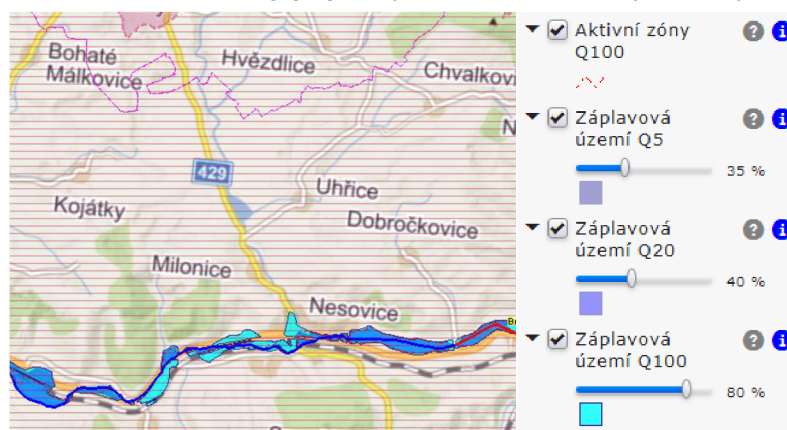 Bohaté
Málkovice
Hvězdlice
Chvalkovi
429
Uhřice
Kojátky
Dobročkovice
Milonice
Nesovice
Aktivní zóny
Q100
Záplavová
území Q5
35 %
Záplavová
území Q20
40 %
Záplavová
území Q100
80 %